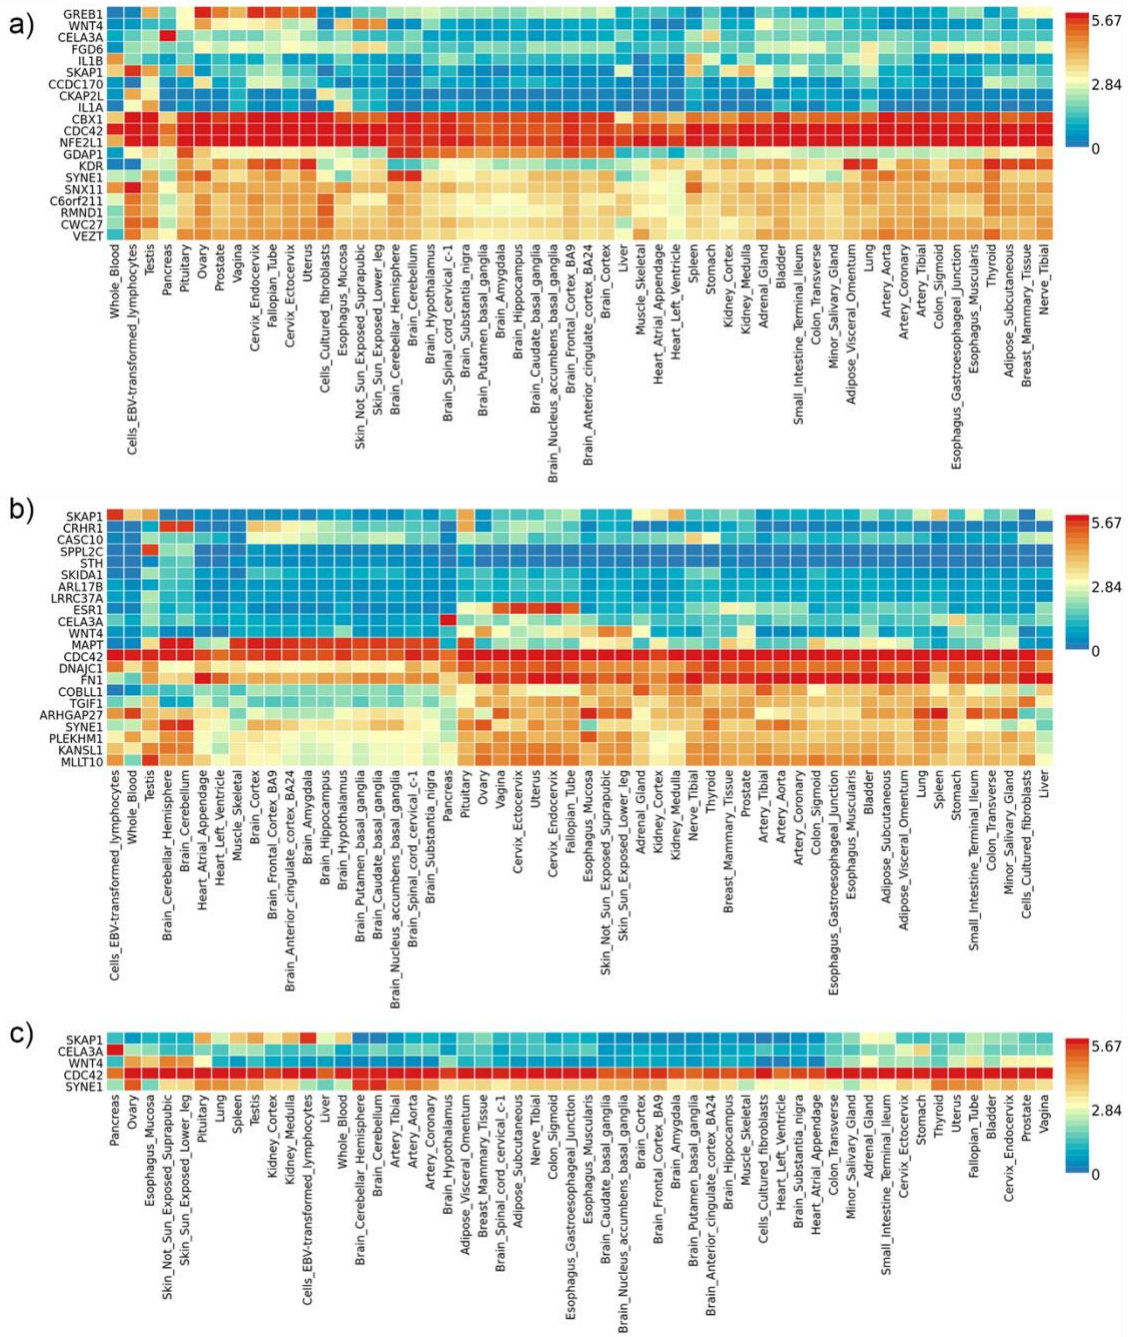 a)
GREB1
WNT4
CELA3A
FGD6
IL1B
SKAP1
CCDC170
CKAP2L
IL1A
CBX1
CDC42
NFE2L1
GDAP1
KDR
SYNE1
SNX11
C6orf211
RMND1
CWC27
VEZT
5.67
2.84
0
Whole_Blood
Cells_EBV-transformed_lymphocytes
Testis
Pancreas
Pituitary
Ovary
Prostate
Vagina
Cervix_Endocervix
Fallopian_Tube
Cervix_Ectocervix
Uterus
Cells_Cultured_fibroblasts
Esophagus_Mucosa
Skin_Not_Sun_Exposed_Suprapubic
Skin_Sun_Exposed_Lower_leg
Brain_Cerebellar_Hemisphere
Brain_Cerebellum
Brain_Hypothalamus
Brain_Spinal_cord_cervical_c-1
Brain_Substantia_nigra
Brain_Putamen_basal_ganglia
Brain_Amygdala
Brain_Hippocampus
Brain_Caudate_basal_ganglia
Brain_Nucleus_accumbens_basal_ganglia
Brain_Frontal_Cortex_BA9
Brain_Anterior_cingulate_cortex_BA24
Brain_Cortex
Liver
Muscle_Skeletal
Heart_Atrial_Appendage
Heart_Left_Ventricle
Spleen
Stomach
Kidney_Cortex
Kidney_Medulla
Adrenal_Gland
Bladder
Small_Intestine_Terminal_Ileum
Colon_Transverse
Minor_Salivary_Gland
Adipose_Visceral_Omentum
Lung
Artery_Aorta
Artery_Coronary
Artery_Tibial
Colon_Sigmoid
Esophagus_Gastroesophageal_Junction
Esophagus_Muscularis
Thyroid
Adipose_Subcutaneous
Breast_Mammary_Tissue
Nerve_Tibial
b)
SKAP1
CRHR1
CASC10
SPPL2C
STH
SKIDA1
ARL17B
LRRC37A
ESR1
CELA3A
WNT4
MAPT
CDC42
DNAJC1
FN1
COBLL1
TGIF1
ARHGAP27
SYNE1
PLEKHM1
KANSL1
MLLT10
5.67
2.84
0
Cells_EBV-transformed_lymphocytes
Whole_Blood
Testis
Brain_Cerebellar_Hemisphere
Brain_Cerebellum
Heart_Atrial_Appendage
Heart_Left_Ventricle
Muscle_Skeletal
Brain_Cortex
Brain_Frontal_Cortex_BA9
Brain_Anterior_cingulate_cortex_BA24
Brain_Amygdala
Brain_Hippocampus
Brain_Hypothalamus
Brain_Putamen_basal_ganglia
Brain_Caudate_basal_ganglia
Brain_Nucleus_accumbens_basal_ganglia
Brain_Spinal_cord_cervical_c-1
Brain_Substantia_nigra
Pancreas
Pituitary
Ovary
Vagina
Cervix_Ectocervix
Uterus
Cervix_Endocervix
Fallopian_Tube
Esophagus_Mucosa
Skin_Not_Sun_Exposed_Suprapubic
Skin_Sun_Exposed_Lower_leg
Adrenal_Gland
Kidney_Cortex
Kidney_Medulla
Nerve_Tibial
Thyroid
Breast_Mammary_Tissue
Prostate
Artery_Tibial
Artery_Aorta
Artery_Coronary
Colon_Sigmoid
Esophagus_Gastroesophageal_Junction
Esophagus_Muscularis
Bladder
Adipose_Subcutaneous
Adipose_Visceral_Omentum
Lung
Spleen
Stomach
Small_Intestine_Terminal_Ileum
Colon_Transverse
Minor_Salivary_Gland
Cells_Cultured_fibroblasts
Liver
c)
SKAP1
CELA3A
WNT4
CDC42
SYNE1
5.67
2.84
0
Pancreas
Ovary
Esophagus_Mucosa
Skin_Not_Sun_Exposed_Suprapubic
Skin_Sun_Exposed_Lower_leg
Pituitary
Lung
Spleen
Testis
Kidney_Cortex
Kidney_Medulla
Cells_EBV-transformed_lymphocytes
Liver
Whole_Blood
Brain_Cerebellar_Hemisphere
Brain_Cerebellum
Artery_Tibial
Artery_Aorta
Artery_Coronary
Brain_Hypothalamus
Adipose_Visceral_Omentum
Breast_Mammary_Tissue
Brain_Spinal_cord_cervical_c-1
Adipose_Subcutaneous
Nerve_Tibial
Colon_Sigmoid
Esophagus_Gastroesophageal_Junction
Esophagus_Muscularis
Brain_Caudate_basal_ganglia
Brain_Nucleus_accumbens_basal_ganglia
Brain_Cortex
Brain_Frontal_Cortex_BA9
Brain_Amygdala
Brain_Putamen_basal_ganglia
Brain_Anterior_cingulate_cortex_BA24
Brain_Hippocampus
Muscle_Skeletal
Cells_Cultured_fibroblasts
Heart_Left_Ventricle
Brain_Substantia_nigra
Heart_Atrial_Appendage
Colon_Transverse
Minor_Salivary_Gland
Adrenal_Gland
Small_Intestine_Terminal_Ileum
Cervix_Ectocervix
Stomach
Thyroid
Uterus
Fallopian_Tube
Bladder
Cervix_Endocervix
Prostate
Vagina